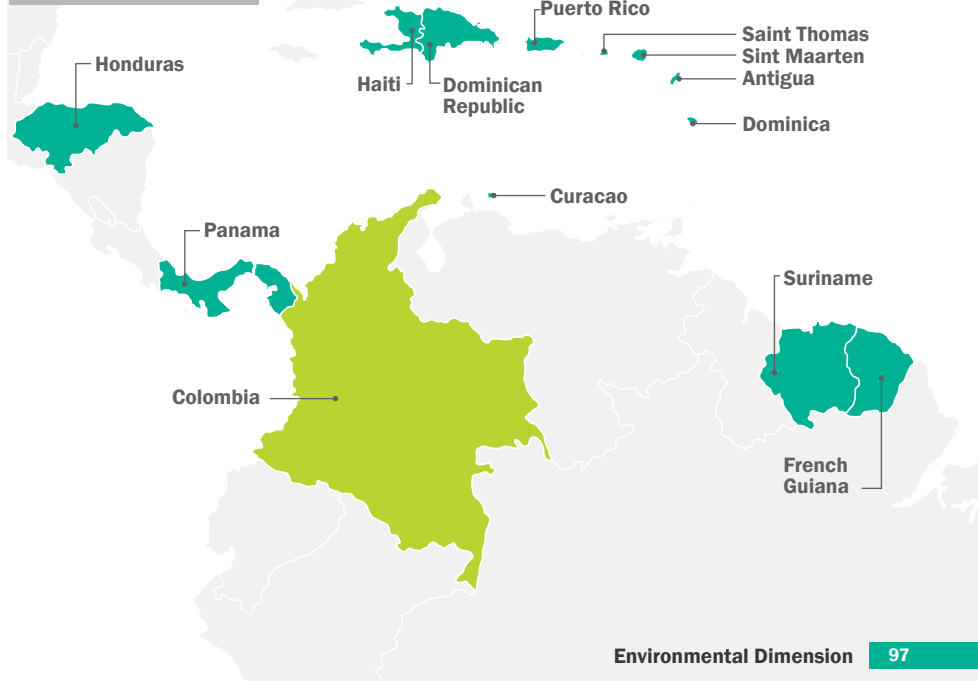 Puerto Rico
Saint Thomas
Sint Maarten
Antigua
Honduras
Haiti
Dominican
Republic
Dominica
Curacao
Panama
Suriname
Colombia
French
Guiana
Environmental Dimension 97